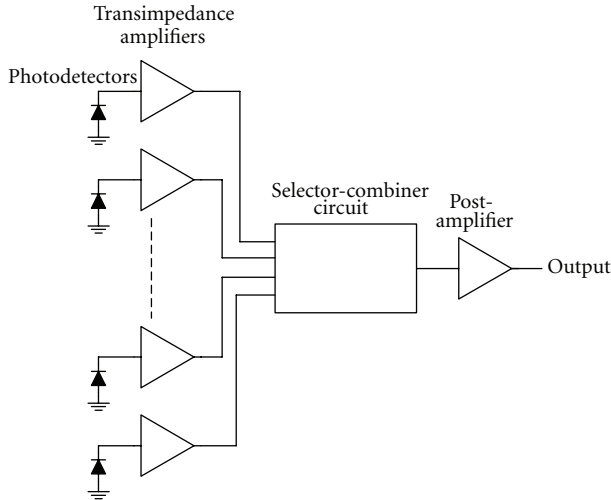 Transimpedance
amplifiers
Photodetectors
Selector-combiner
circuit
Post-
amplifier
Output